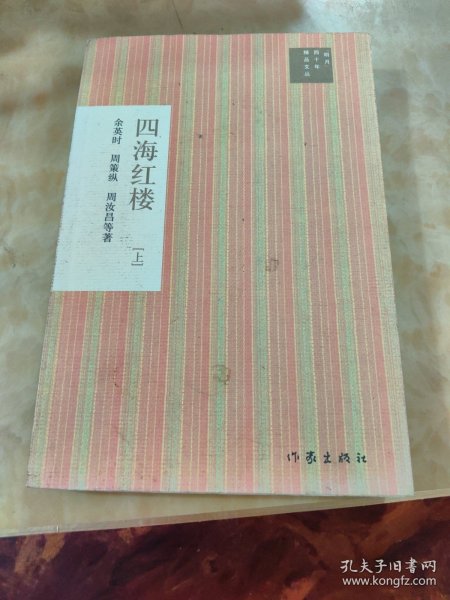 明月
四十年
精品文丛
四海红楼
[上]
余英时 周策纵 周汝昌等著
作家出版社
孔夫子旧书网
www.kongfz.com